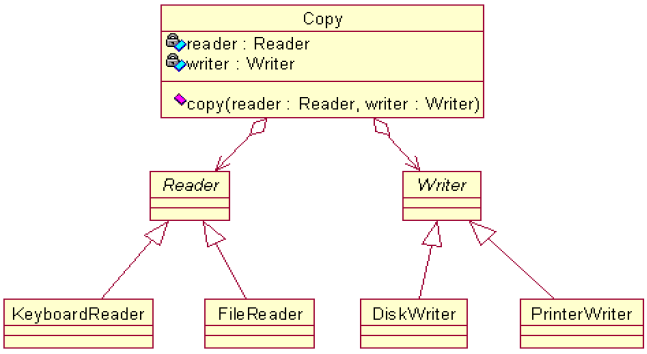 Copy
reader : Reader
writer : Writer
copy(reader : Reader, writer : Writer)
Reader
Writer
KeyboardReader
FileReader
DiskWriter
PrinterWriter